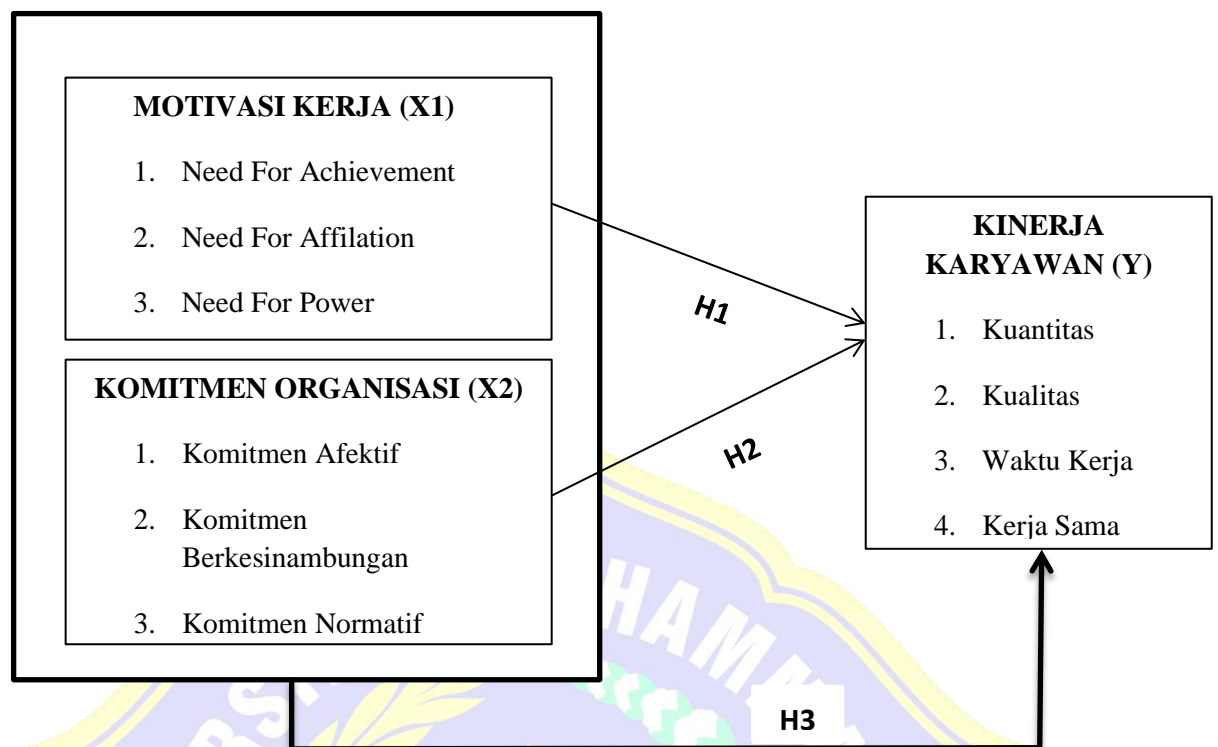 MOTIVASI KERJA (X1)
1. Need For Achievement
2. Need For Affilation
3. Need For Power
KOMITMEN ORGANISASI (X2)
1. Komitmen Afektif
2. Komitmen
Berkesinambungan
3. Komitmen Normatif
H1
H2
KINERJA
KARYAWAN (Y)
1. Kuantitas
2. Kualitas
3. Waktu Kerja
4. Kerja Sama
H3